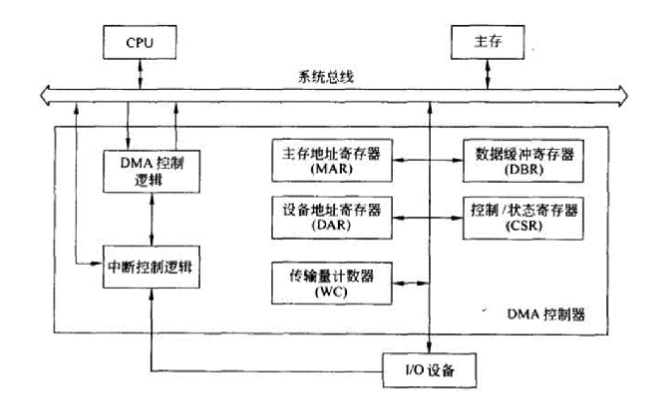 CPU
主存
系统总线
DMA 控制
逻辑
主存地址寄存器
(MAR)
数据缓冲寄存器
(DBR)
设备地址寄存器
(DAR)
控制/状态寄存器
(CSR)
中断控制逻辑
传输量计数器
(WC)
DMA 控制器
I/O 设备